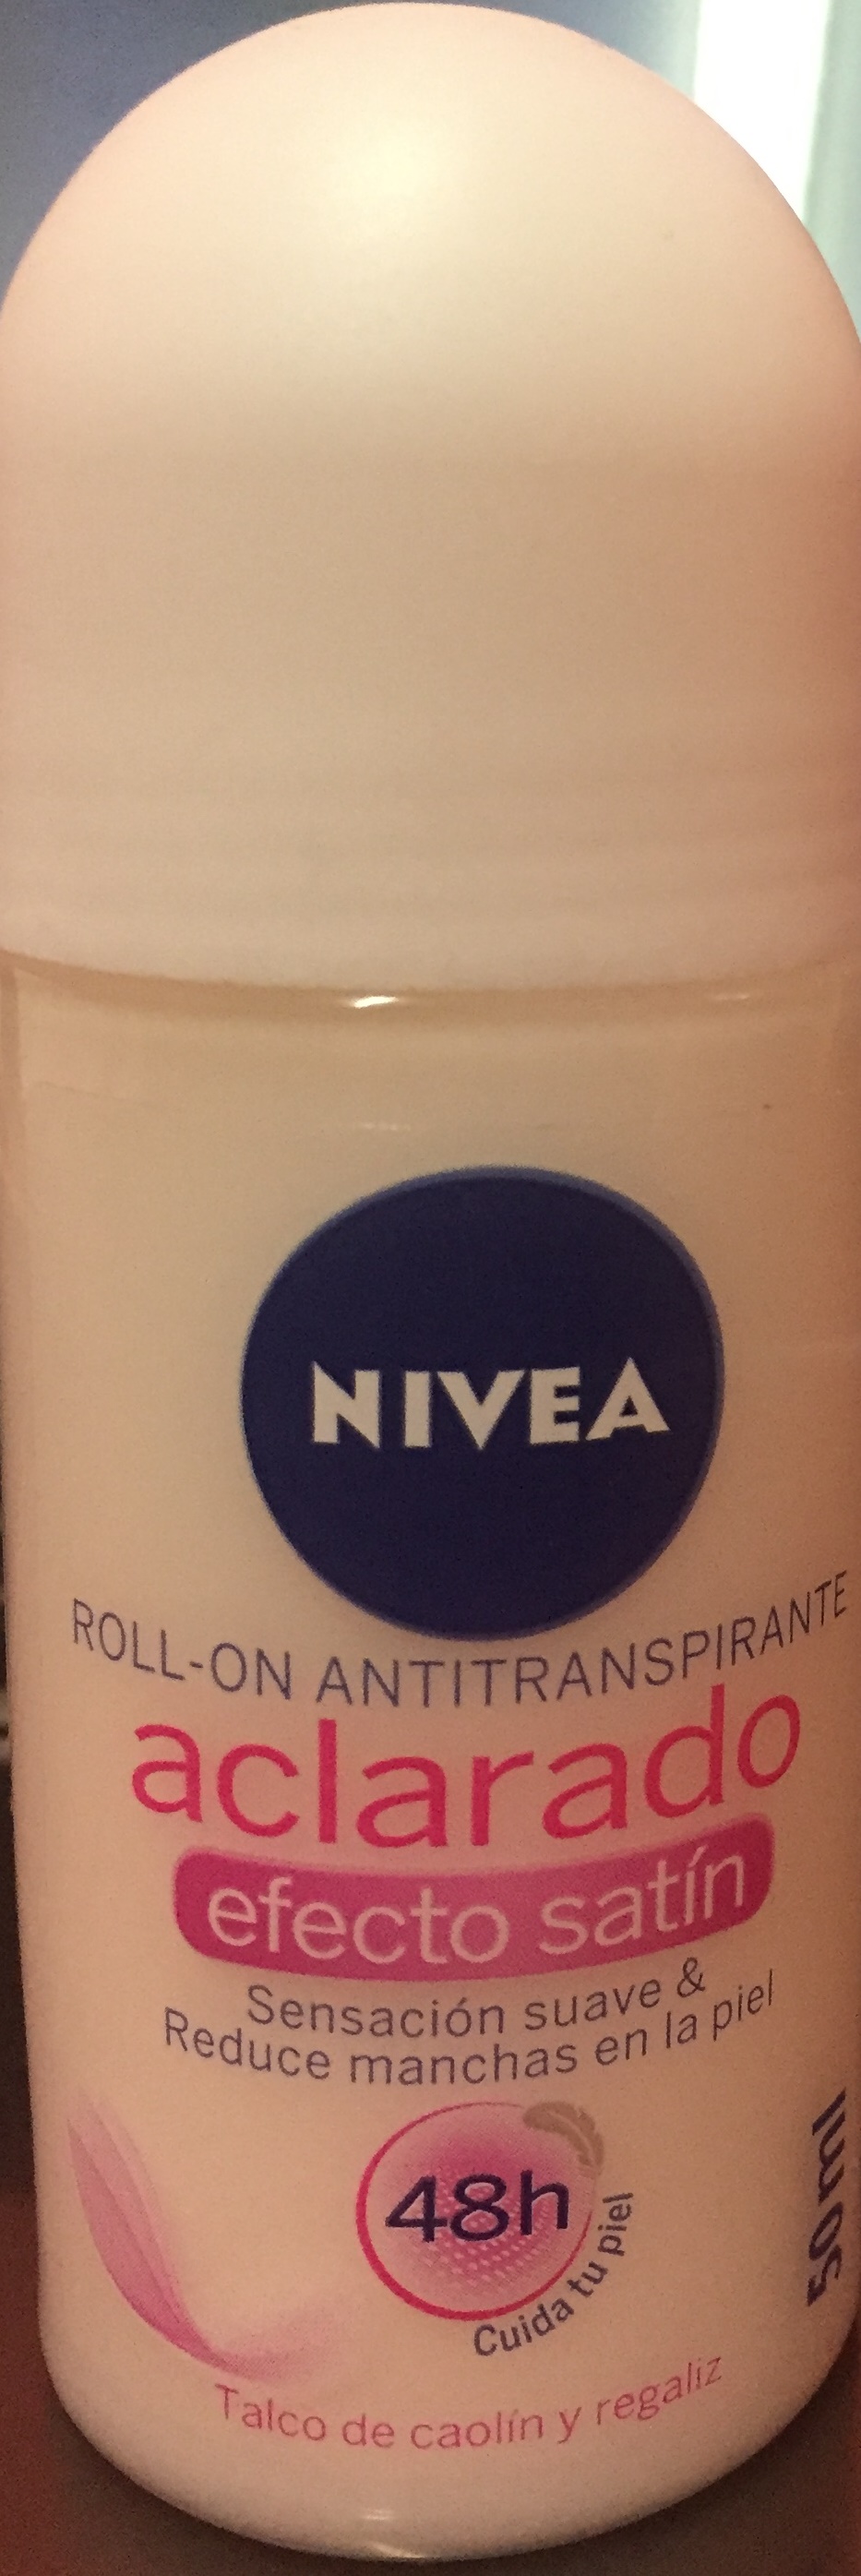 NIVEA
ROLL-ON ANTITRANSPIRANTE
aclarado
efecto satín
Sensación suave &
Reduce manchas en la piel
48h
Cuida tu piel
50 ml
Talco de caolín y regaliz